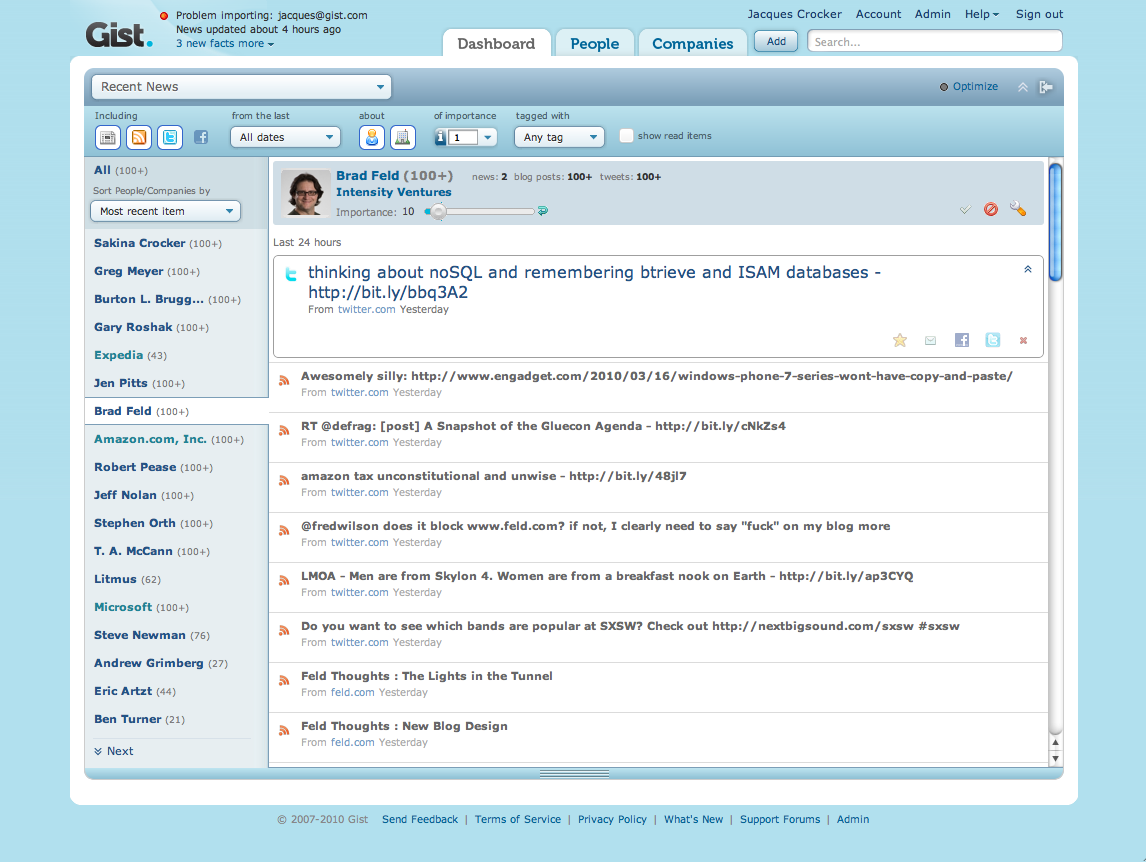 Gist.
Problem importing: jacques@gist.com
News updated about 4 hours ago
3 new facts more
Jacques Crocker Account Admin Help Sign out
Dashboard People Companies Add Search...
Recent News
Optimize
Including from the last about of importance tagged with
All dates 1 Any tag show read items
All (100+)
Sort People/Companies by
Most recent item
Sakina Crocker (100+)
Greg Meyer (100+)
Burton L. Brugg... (100+)
Gary Roshak (100+)
Expedia (43)
Jen Pitts (100+)
Brad Feld (100+)
Amazon.com, Inc. (100+)
Robert Pease (100+)
Jeff Nolan (100+)
Stephen Orth (100+)
T. A. McCann (100+)
Litmus (62)
Microsoft (100+)
Steve Newman (76)
Andrew Grimberg (27)
Eric Artzt (44)
Ben Turner (21)
Next
Brad Feld (100+) news: 2 blog posts: 100+ tweets: 100+
Intensity Ventures
Importance: 10
Last 24 hours
thinking about noSQL and remembering btrieve and ISAM databases -
http://bit.ly/bbq3A2
From twitter.com Yesterday
Awesomely silly: http://www.engadget.com/2010/03/16/windows-phone-7-series-wont-have-copy-and-paste/
From twitter.com Yesterday
RT @defrag: [post] A Snapshot of the Gluecon Agenda - http://bit.ly/cNkZs4
From twitter.com Yesterday
amazon tax unconstitutional and unwise - http://bit.ly/48jl7
From twitter.com Yesterday
@fredwilson does it block www.feld.com? if not, I clearly need to say "fuck" on my blog more
From twitter.com Yesterday
LMOA - Men are from Skylon 4. Women are from a breakfast nook on Earth - http://bit.ly/ap3CYQ
From twitter.com Yesterday
Do you want to see which bands are popular at SXSW? Check out http://nextbigsound.com/sxsw #sxsw
From twitter.com Yesterday
Feld Thoughts : The Lights in the Tunnel
From feld.com Yesterday
Feld Thoughts : New Blog Design
From feld.com Yesterday
© 2007-2010 Gist Send Feedback | Terms of Service | Privacy Policy | What's New | Support Forums | Admin